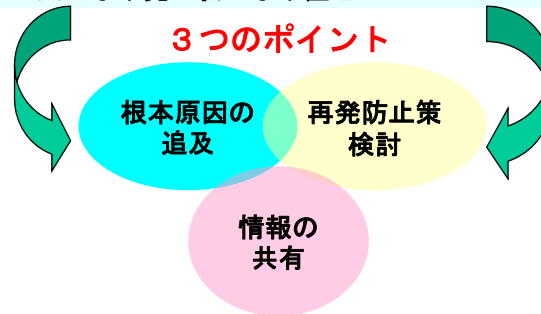 3つのポイント
根本原因の
追及
再発防止策
検討
情報の
共有